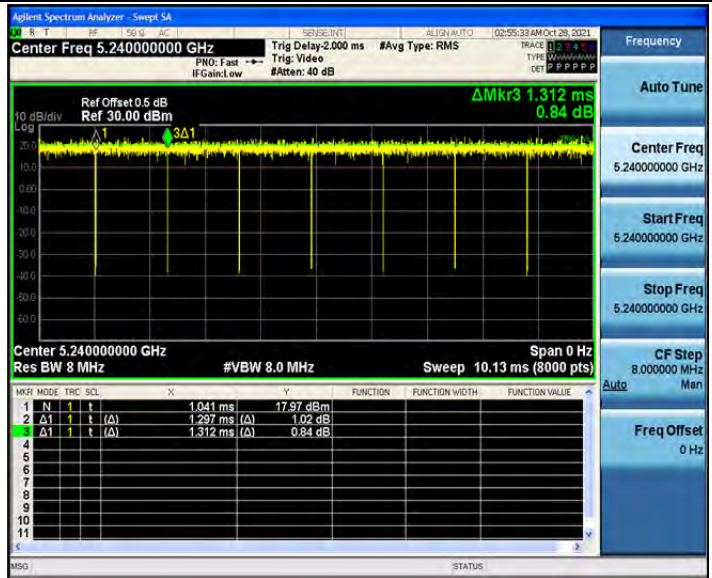 Agilent Spectrum Analyzer - Swept SA
R T RF 50 Ω AC SENSE:INT ALIGN AUTO 02:55:33 AM Oct 28, 2021
Center Freq 5.240000000 GHz
PNO: Fast
IFGain:Low
Trig Delay-2.000 ms
Trig: Video
#Atten: 40 dB
#Avg Type: RMS
TRACE 1 2 3 4 5 6
TYPE
DET P P P P P P
Frequency
Auto Tune
Center Freq
5.240000000 GHz
Start Freq
5.240000000 GHz
Stop Freq
5.240000000 GHz
CF Step
8.000000 MHz
Auto Man
Freq Offset
0 Hz
ΔMkr3 1.312 ms
0.84 dB
Ref Offset 0.5 dB
10 dB/div Ref 30.00 dBm
Log
1
3Δ1
20.0
10.0
0.00
-10.0
-20.0
-30.0
-40.0
-50.0
-60.0
Center 5.240000000 GHz Span 0 Hz
Res BW 8 MHz #VBW 8.0 MHz Sweep 10.13 ms (8000 pts)
MKR MODE TRC SCL X Y FUNCTION FUNCTION WIDTH FUNCTION VALUE
1 N 1 t 1.041 ms 17.97 dBm
2 Δ1 1 t (Δ) 1.297 ms (Δ) 1.02 dB
3 Δ1 1 t (Δ) 1.312 ms (Δ) 0.84 dB
4
5
6
7
8
9
10
11
MSG STATUS